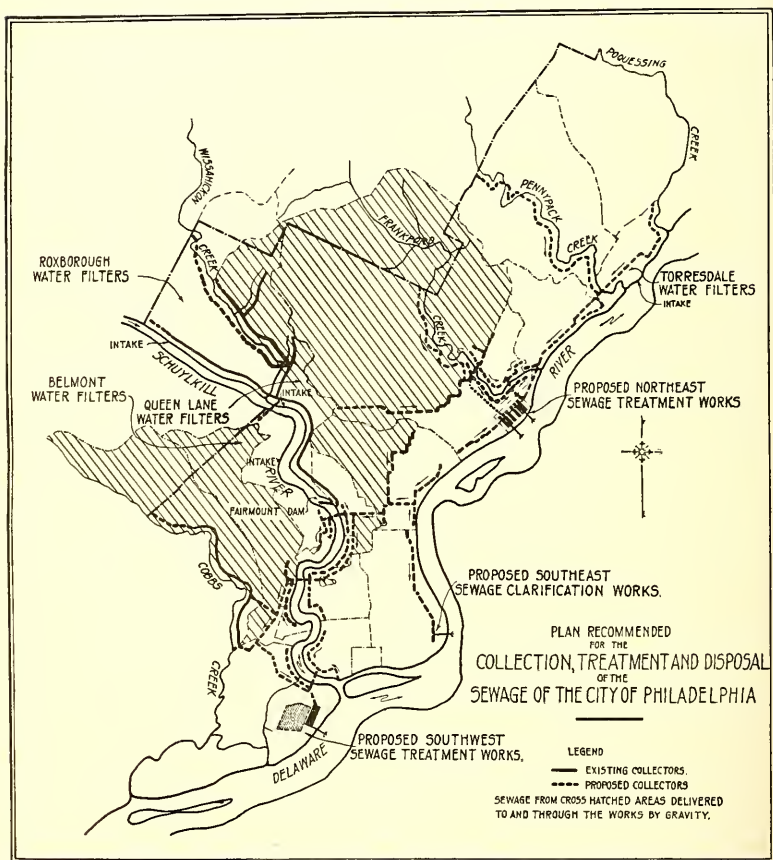 POQUESSING
CREEK
WISSAHICKON
CREEK
PENNYPACK
CREEK
FRANKFORD
CREEK
ROXBOROUGH
WATER FILTERS
TORRESDALE
WATER FILTERS
INTAKE
INTAKE
SCHUYLKILL
RIVER
BELMONT
WATER FILTERS
QUEEN LANE
WATER FILTERS
INTAKE
RIVER
PROPOSED NORTHEAST
SEWAGE TREATMENT WORKS
INTAKE
FAIRMOUNT DAM
COBBS
CREEK
PROPOSED SOUTHEAST
SEWAGE CLARIFICATION WORKS.
PLAN RECOMMENDED
FOR THE
COLLECTION, TREATMENT AND DISPOSAL
OF THE
SEWAGE OF THE CITY OF PHILADELPHIA
PROPOSED SOUTHWEST
SEWAGE TREATMENT WORKS,
DELAWARE
LEGEND
EXISTING COLLECTORS.
PROPOSED COLLECTORS
SEWAGE FROM CROSS HATCHED AREAS DELIVERED
TO AND THROUGH THE WORKS BY GRAVITY.